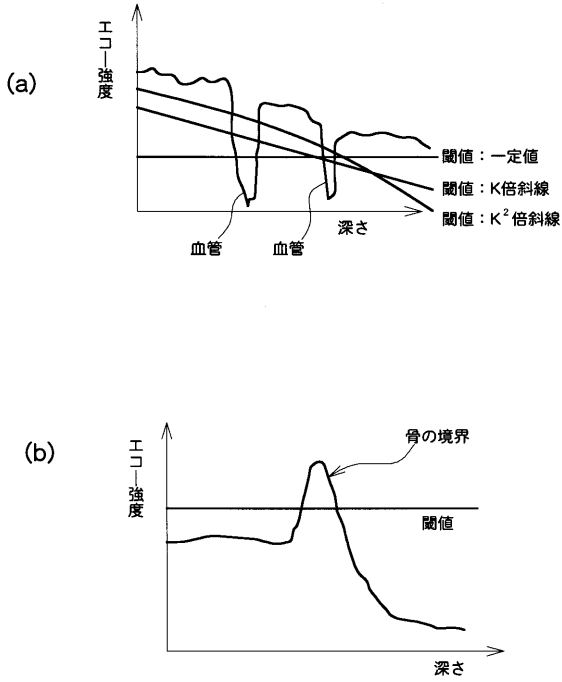 (a)
エコー強度
閾値：一定値
閾値：K倍斜線
閾値：K²倍斜線
深さ
血管
血管
(b)
エコー強度
骨の境界
閾値
深さ